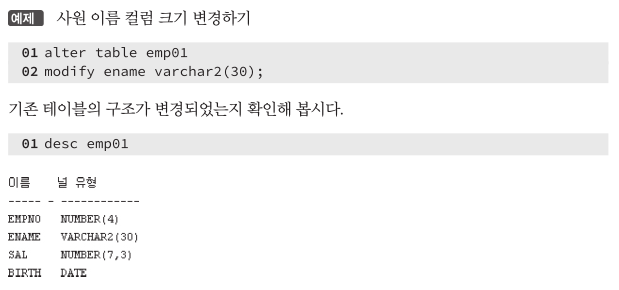 예제 사원 이름 컬럼 크기 변경하기
01 alter table emp01
02 modify ename varchar2(30);
기존 테이블의 구조가 변경되었는지 확인해 봅시다.
01 desc emp01
이름 널 유형
----- - ------------
EMPNO NUMBER(4)
ENAME VARCHAR2(30)
SAL NUMBER(7,3)
BIRTH DATE